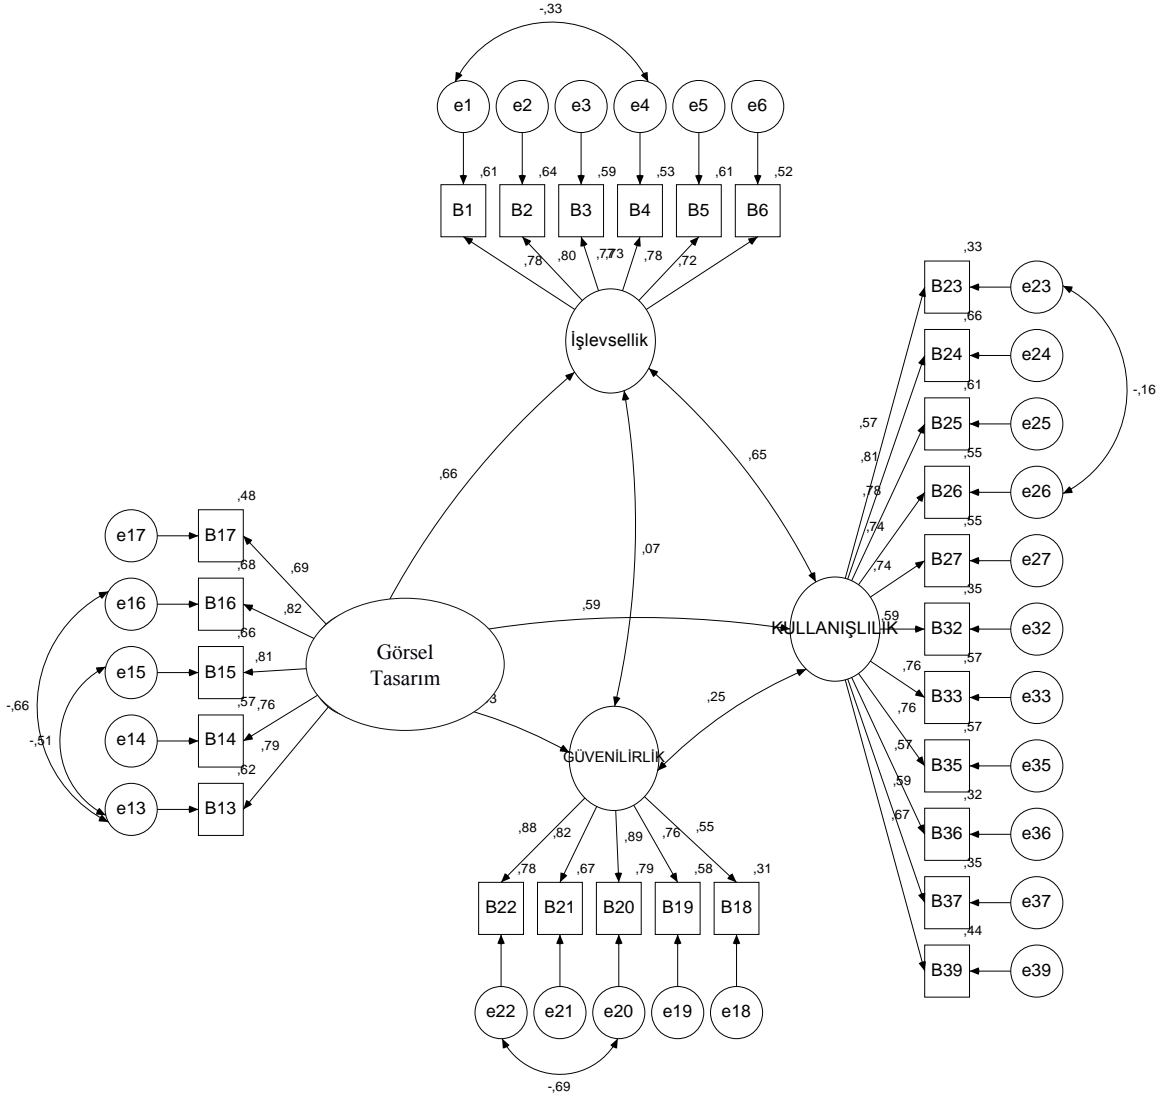 -,33
e1 e2 e3 e4 e5 e6
,61 ,64 ,59 ,53 ,61 ,52
B1 B2 B3 B4 B5 B6
,78 ,80 ,77 ,73 ,78 ,72
İşlevsellik
,66
,65
,07
,59
,25
,48
e17 B17
,69
,68
e16 B16
,82
,66
e15 B15
,81
,57
,76
e14 B14
,79
,62
e13 B13
-,66
-,51
Görsel
Tasarım
KULLANIŞLILIK
GÜVENİLİRLİK
,33
B23 e23
,66
B24 e24
,61
B25 e25
,55
B26 e26
,55
B27 e27
,35
B32 e32
,57
B33 e33
,57
B35 e35
,32
B36 e36
,35
B37 e37
,44
B39 e39
-,16
,57
,81
,78
,74
,74
,59
,76
,76
,57
,59
,67
,88 ,82 ,89 ,76 ,55
,78 ,67 ,79 ,58 ,31
B22 B21 B20 B19 B18
e22 e21 e20 e19 e18
-,69